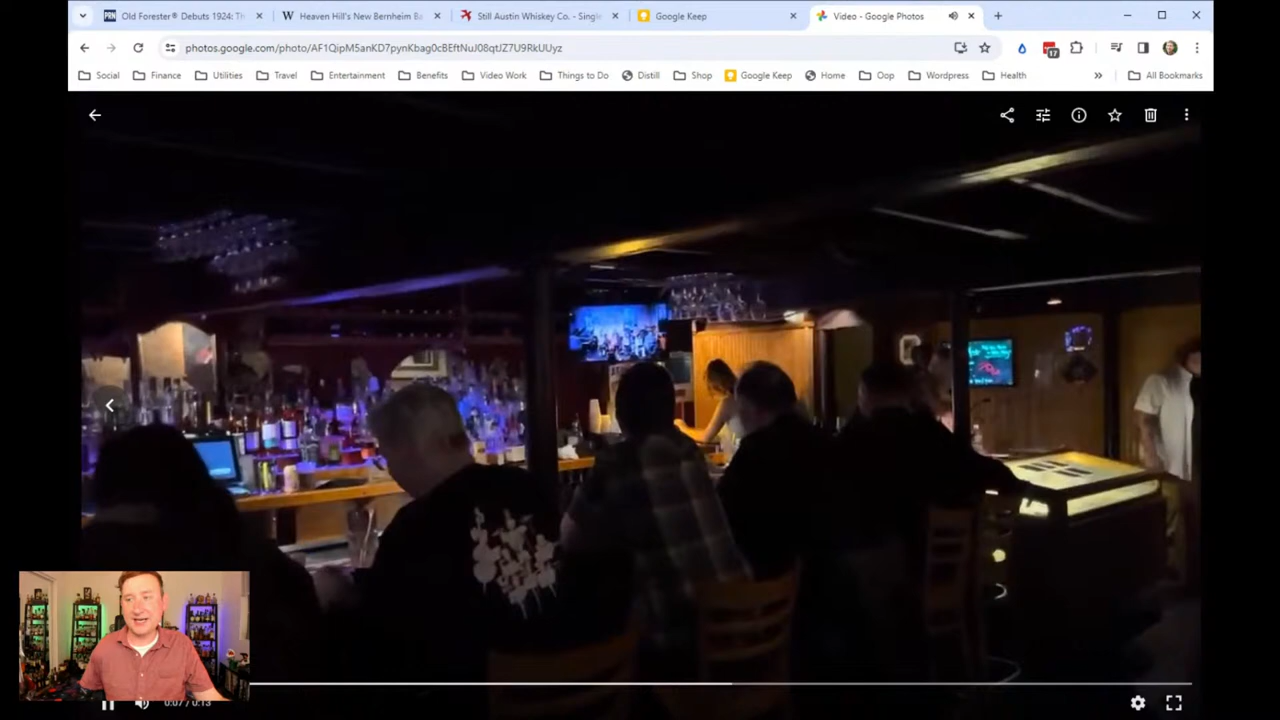 Old Forester® Debuts 1924: Th
Heaven Hill's New Bernheim Ba
Still Austin Whiskey Co. - Single
Google Keep
Video - Google Photos
photos.google.com/photo/AF1QipM5anKD7pynKbag0cBEftNuJ08qtJZ7U9RkUUyz
17
Social
Finance
Utilities
Travel
Entertainment
Benefits
Video Work
Things to Do
Distill
Shop
Google Keep
Home
Oop
Wordpress
Health
»
All Bookmarks
0:07 / 0:13